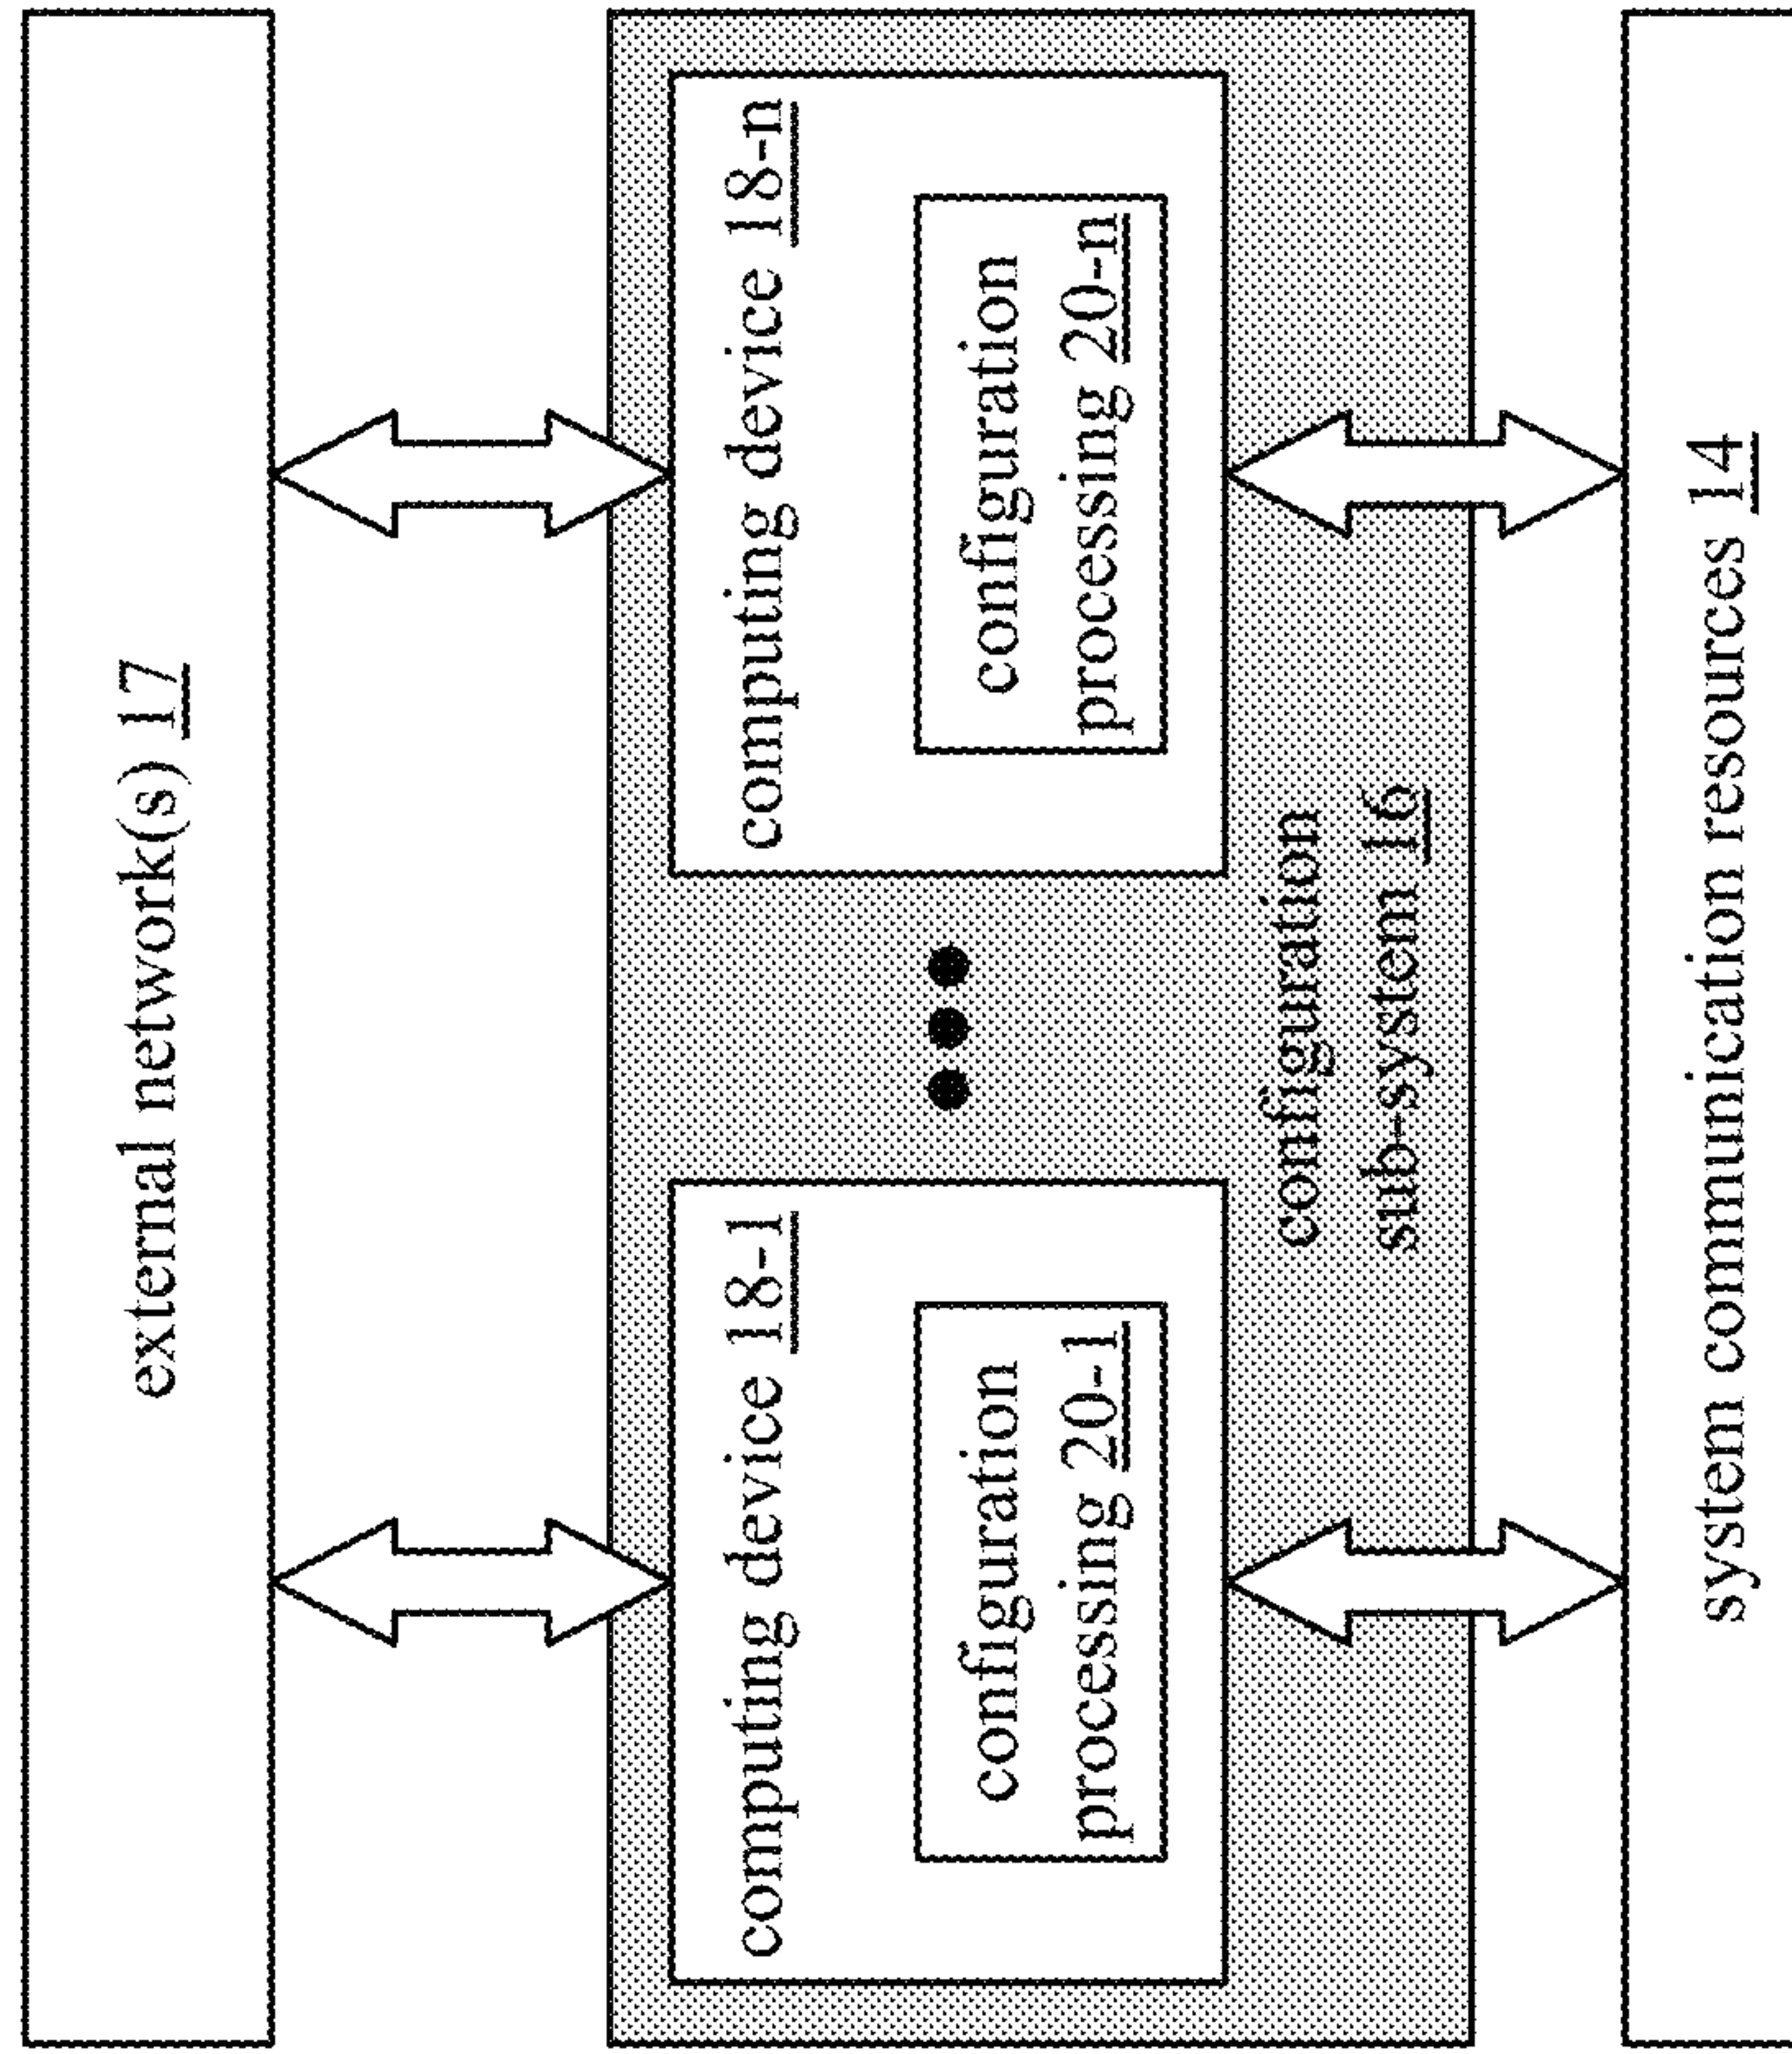 external network(s) 17
computing device 18-1
configuration
processing 20-1
computing device 18-n
configuration
processing 20-n
configuration
sub-system 16
system communication resources 14